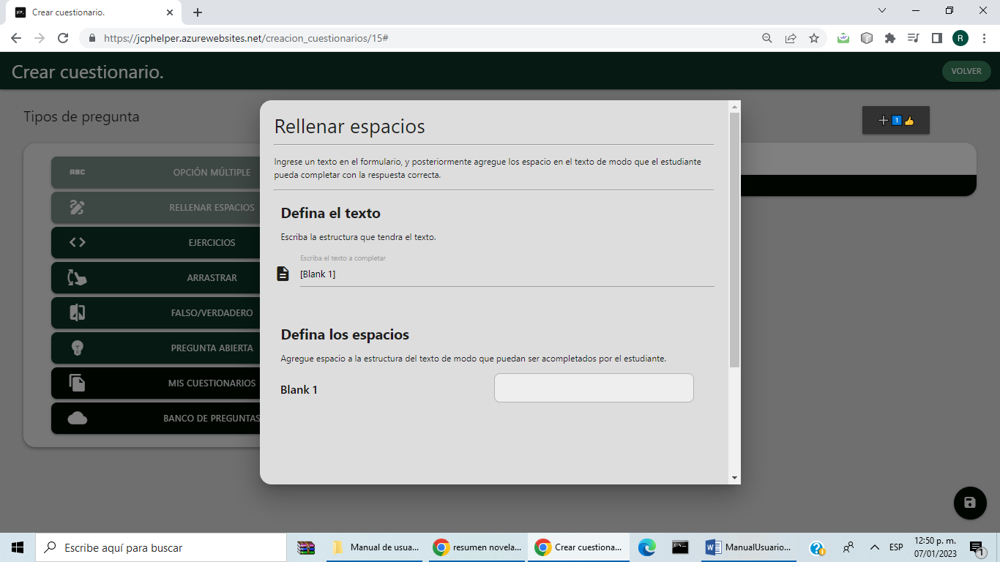 Crear cuestionario.
https://jcphelper.azurewebsites.net/creacion_cuestionarios/15#
R
Crear cuestionario.
VOLVER
Tipos de pregunta
1
ABC
OPCIÓN MÚLTIPLE
RELLENAR ESPACIOS
EJERCICIOS
ARRASTRAR
FALSO/VERDADERO
PREGUNTA ABIERTA
MIS CUESTIONARIOS
BANCO DE PREGUNTAS
Rellenar espacios
Ingrese un texto en el formulario, y posteriormente agregue los espacio en el texto de modo que el estudiante
pueda completar con la respuesta correcta.
Defina el texto
Escriba la estructura que tendra el texto.
Escriba el texto a completar
[Blank 1]
Defina los espacios
Agregue espacio a la estructura del texto de modo que puedan ser acompletados por el estudiante.
Blank 1
Escribe aquí para buscar
Manual de usua...
resumen novela...
Crear cuestiona...
ManualUsuario...
ESP
12:50 p. m.
07/01/2023
1